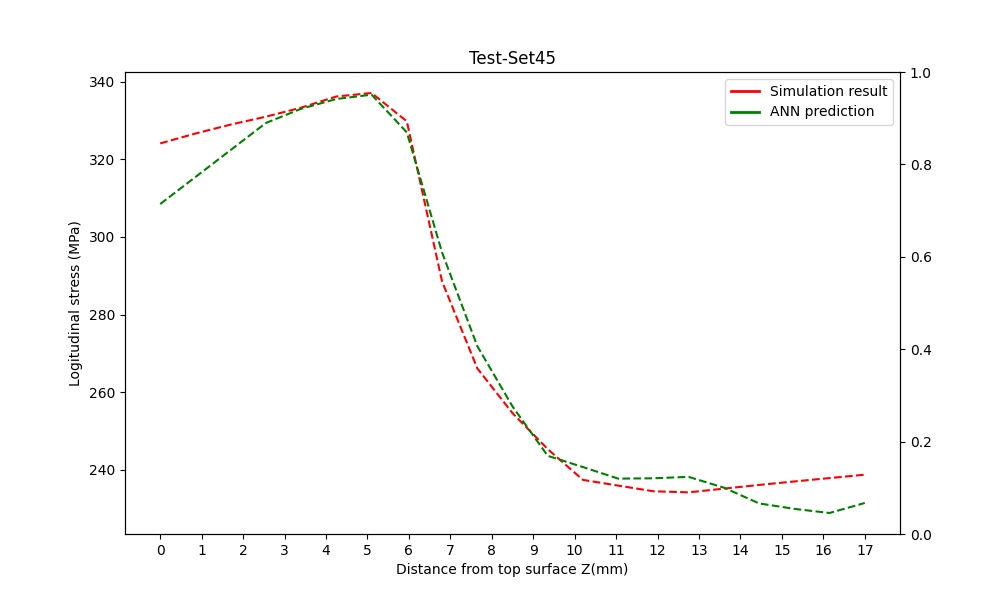 Test-Set45
Simulation result
ANN prediction
340
320
300
280
260
240
Logitudinal stress (MPa)
1.0
0.8
0.6
0.4
0.2
0.0
0 1 2 3 4 5 6 7 8 9 10 11 12 13 14 15 16 17
Distance from top surface Z(mm)